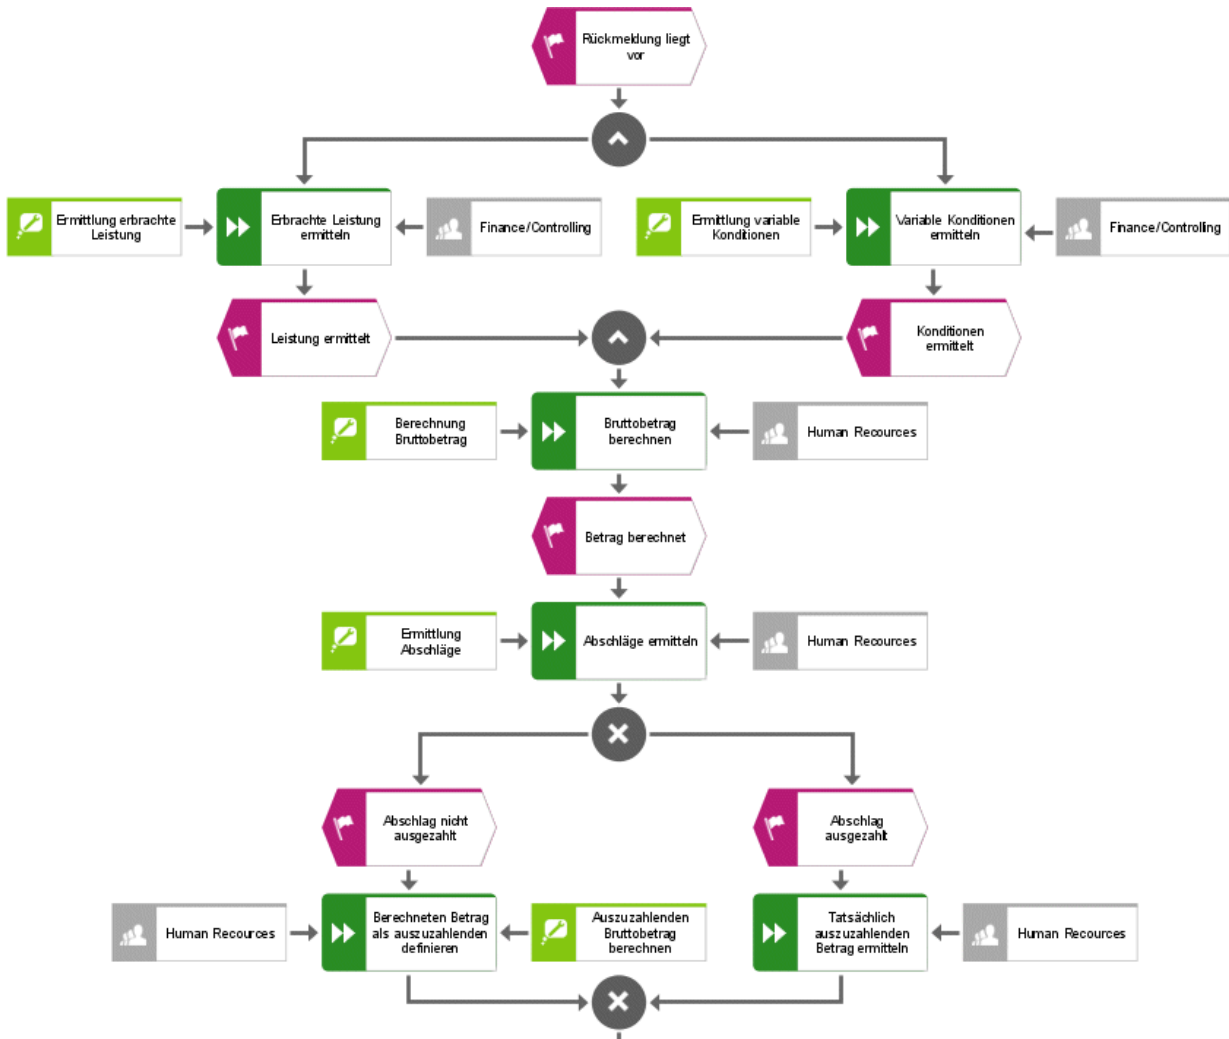 Rückmeldung liegt
vor
Ermittlung erbrachte
Leistung
Erbrachte Leistung
ermitteln
Finance/Controlling
Ermittlung variable
Konditionen
Variable Konditionen
ermitteln
Finance/Controlling
Leistung ermittelt
Konditionen
ermittelt
Berechnung
Bruttobetrag
Bruttobetrag
berechnen
Human Recources
Betrag berechnet
Ermittlung
Abschläge
Abschläge ermitteln
Human Recources
Abschlag nicht
ausgezahlt
Abschlag
ausgezahlt
Human Recources
Berechneten Betrag
als auszuzahlenden
definieren
Auszuzahlenden
Bruttobetrag
berechnen
Tatsächlich
auszuzahlenden
Betrag ermitteln
Human Recources